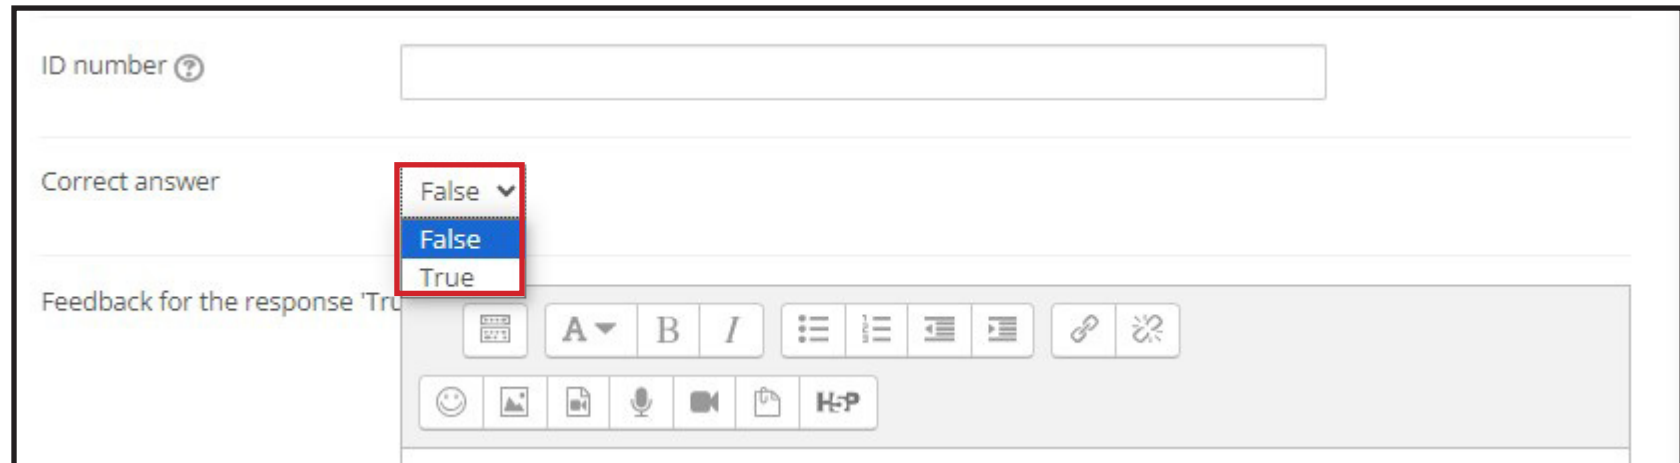 ID number
Correct answer
False
False
True
Feedback for the response 'Tru
A B I
H5P